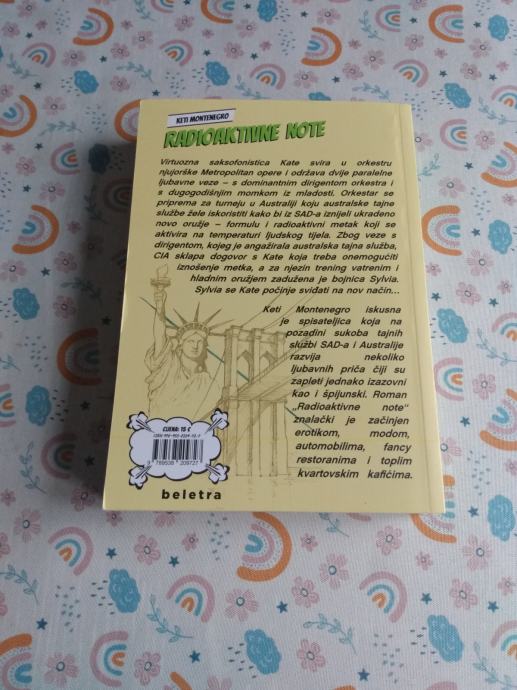 KETI MONTENEGRO
RADIOAKTIVNE NOTE
Virtuozna saksofonistica Kate svira u orkestru
njujorške Metropolitan opere i održava dvije paralelne
ljubavne veze – s dominantnim dirigentom orkestra i
s dugogodišnjim momkom iz mladosti. Orkestar se
priprema za turneju u Australiji koju australske tajne
službe žele iskoristiti kako bi iz SAD-a iznijeli ukradeno
novo oružje – formulu i radioaktivni metak koji se
aktivira na temperaturi ljudskog tijela. Zbog veze s
dirigentom, kojeg je angažirala australska tajna služba,
CIA sklapa dogovor s Kate koja treba onemogućiti
iznošenje metka, a za njezin trening vatrenim i
hladnim oružjem zadužena je bojnica Sylvia.
Sylvia se Kate počinje sviđati na nov način...
Keti Montenegro iskusna
je spisateljica koja na
pozadini sukoba tajnih
službi SAD-a i Australije
razvija nekoliko
ljubavnih priča čiji su
zapleti jednako izazovni
kao i špijunski. Roman
„Radioaktivne note“
znalački je začinjen
erotikom, modom,
automobilima, fancy
restoranima i toplim
kvartovskim kafićima.
CIJENA: 15 €
9 789538 209727
beletra